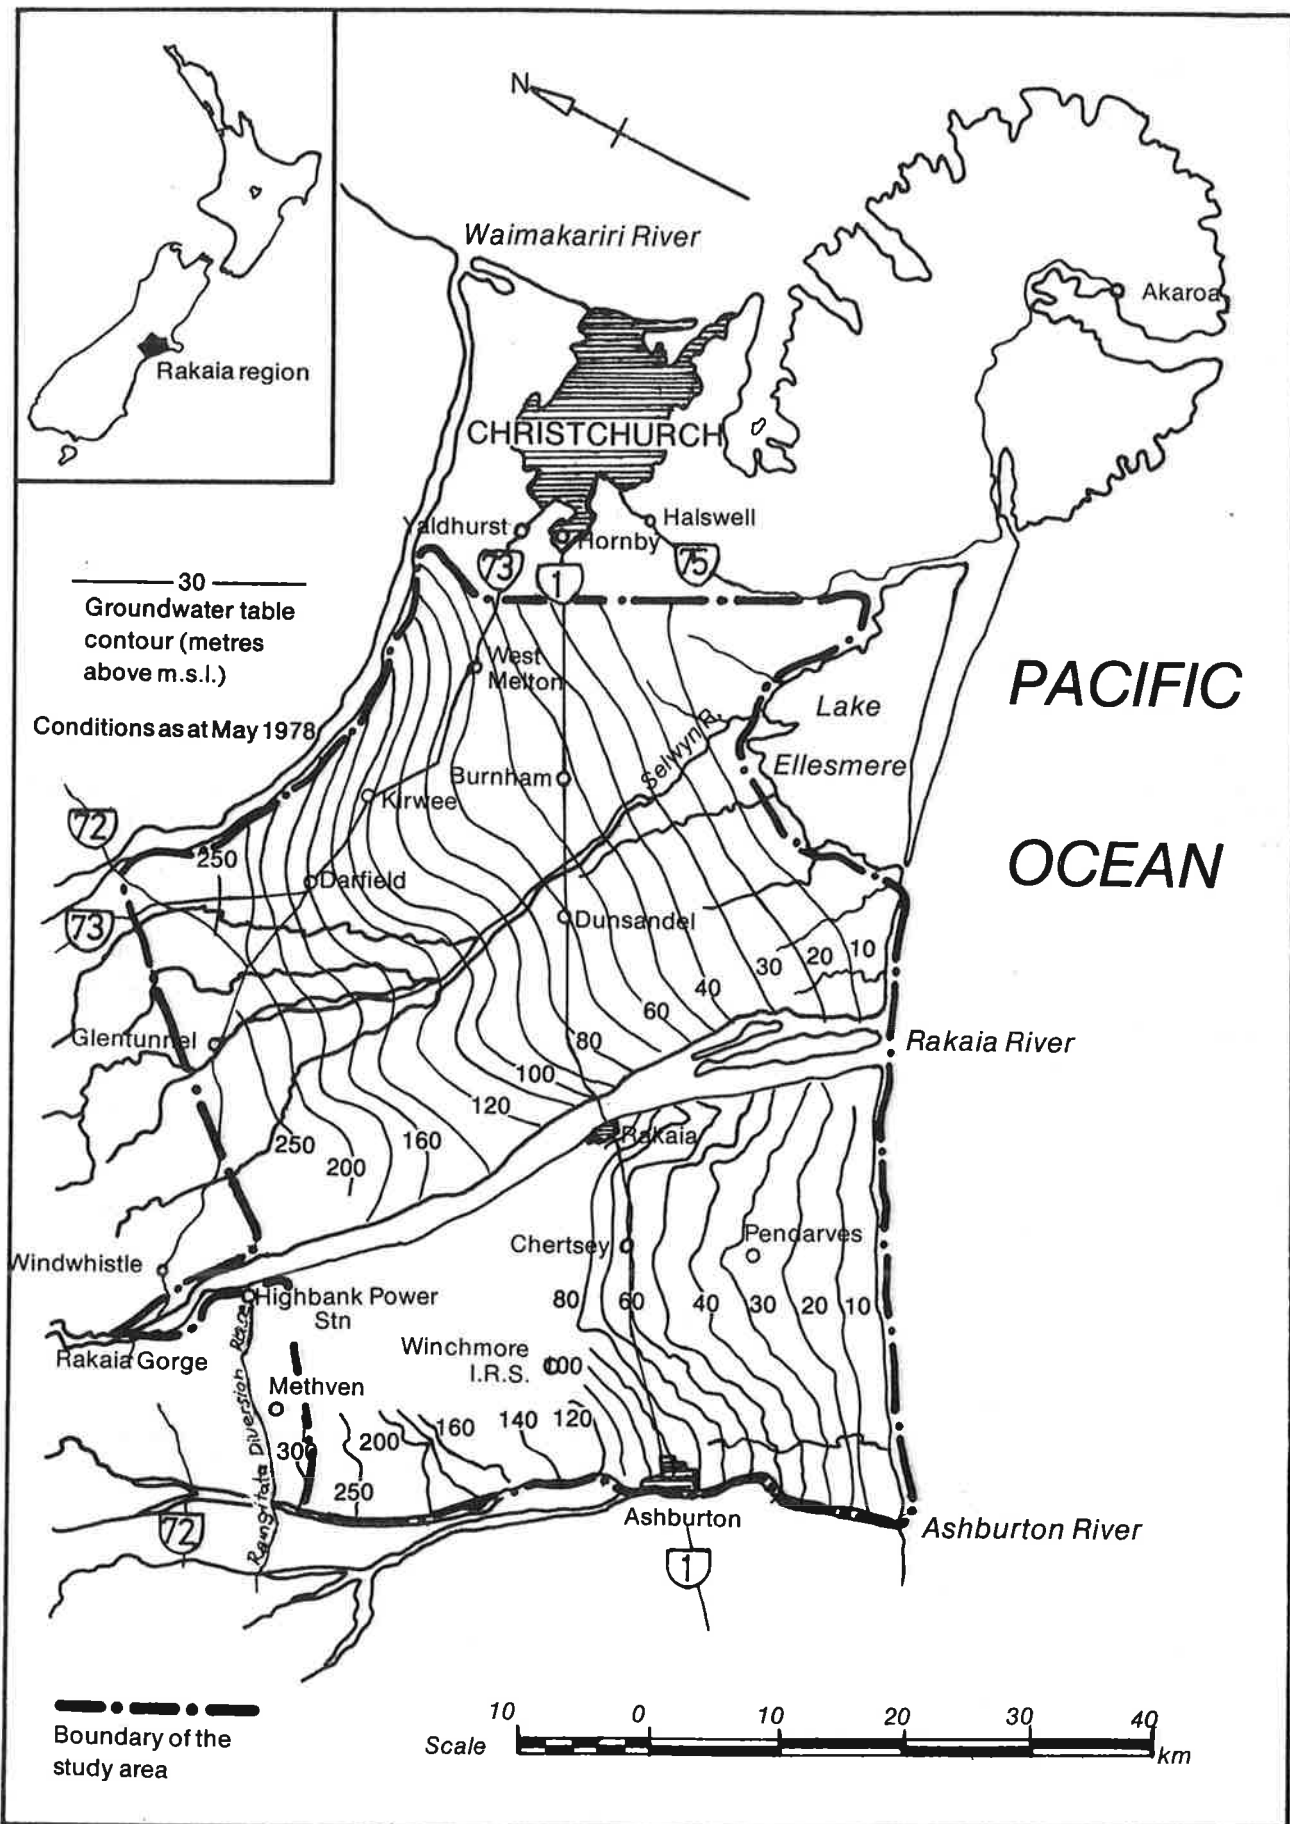 N
Waimakariri River
Akaroa
Rakaia region
CHRISTCHURCH
Yaldhurst
Halswell
Hornby
73
1
75
30
Groundwater table
contour (metres
above m.s.l.)
Conditions as at May 1978
West
Melton
PACIFIC
Lake
Selwyn R.
Ellesmere
Burnham
Kirwee
72
250
Darfield
OCEAN
73
Dunsandel
10
20
30
40
60
Glentunnel
80
Rakaia River
100
120
Rakaia
160
250
200
Pendarves
Chertsey
Windwhistle
Highbank Power
Stn
80
60
40
30
20
10
Winchmore
I.R.S.
100
Rakaia Gorge
Methven
Rangitata Diversion Race
160
140
120
200
300
250
Ashburton
Ashburton River
72
1
Boundary of the
study area
10
0
10
20
30
40
Scale
km